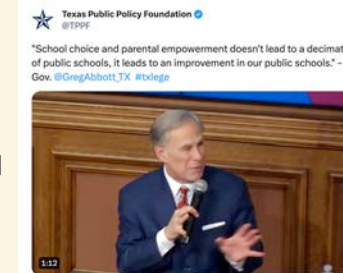 Texas Public Policy Foundation
@TPPF
"School choice and parental empowerment doesn't lead to a decimat
of public schools, it leads to an improvement in our public schools." -
Gov. @GregAbbott_TX #txlege
1:12